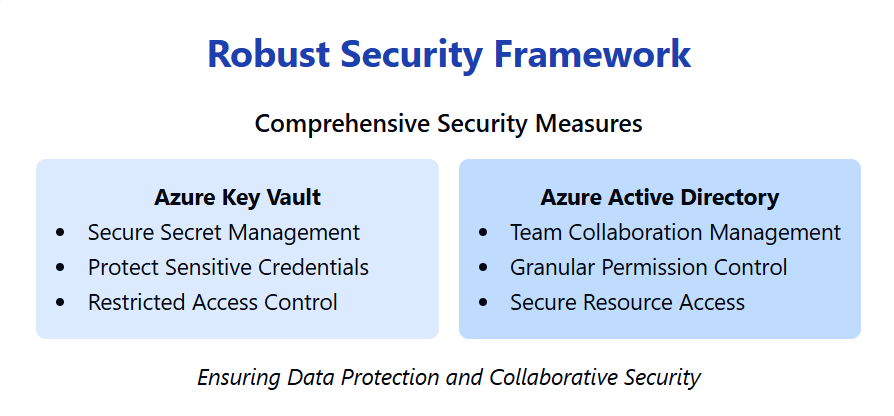 Robust Security Framework
Comprehensive Security Measures
Azure Key Vault
• Secure Secret Management
• Protect Sensitive Credentials
• Restricted Access Control
Azure Active Directory
• Team Collaboration Management
• Granular Permission Control
• Secure Resource Access
Ensuring Data Protection and Collaborative Security